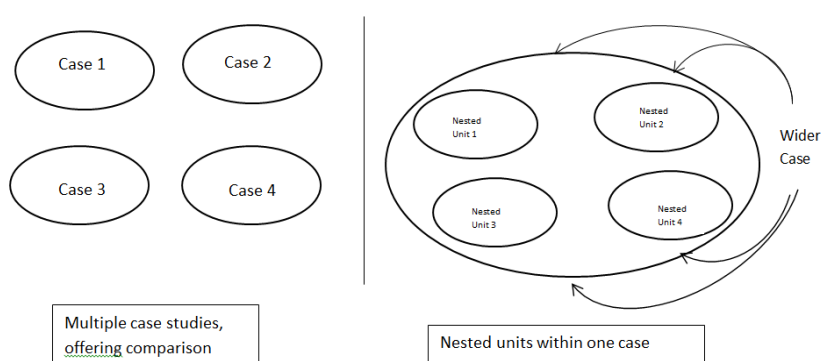 Case 1
Case 2
Case 3
Case 4
Multiple case studies,
offering comparison
Nested
Unit 1
Nested
Unit 2
Nested
Unit 3
Nested
Unit 4
Wider
Case
Nested units within one case